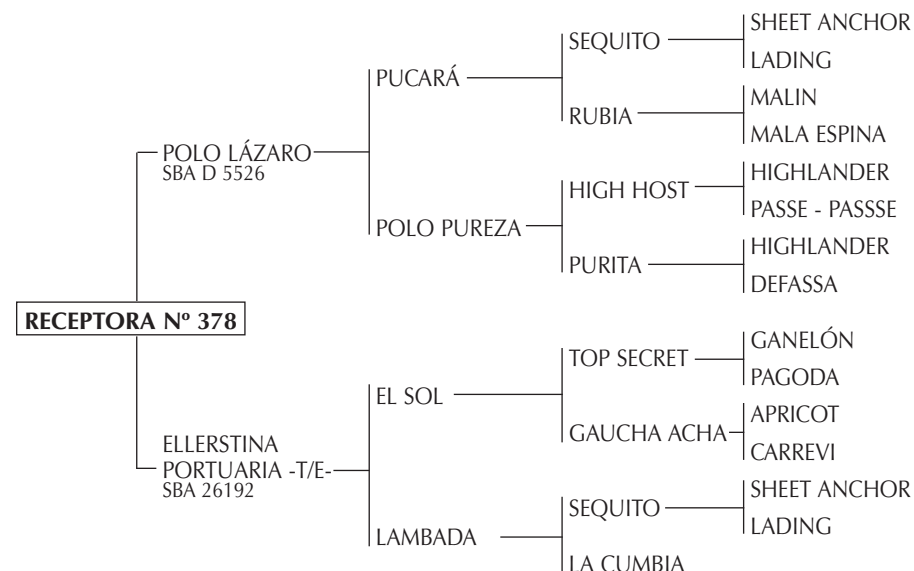 SHEET ANCHOR
SEQUITO
LADING
PUCARÁ
MALIN
RUBIA
MALA ESPINA
POLO LÁZARO
SBA D 5526
HIGHLANDER
HIGH HOST
PASSE - PASSSE
POLO PUREZA
HIGHLANDER
PURITA
DEFASSA
RECEPTORA Nº 378
GANELÓN
TOP SECRET
PAGODA
EL SOL
APRICOT
GAUCHA ACHA
CARREVI
ELLERSTINA
PORTUARIA -T/E-
SBA 26192
SHEET ANCHOR
SEQUITO
LADING
LAMBADA
LA CUMBIA